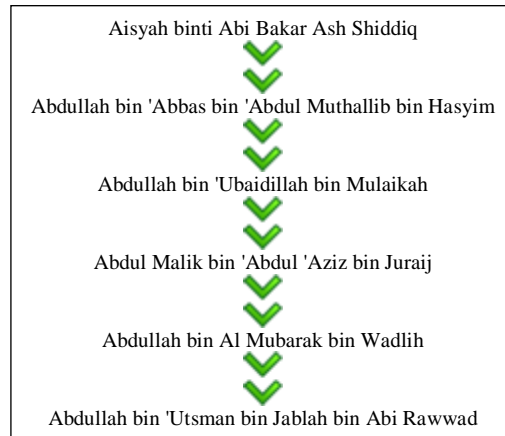 Aisyah binti Abi Bakar Ash Shiddiq
Abdullah bin 'Abbas bin 'Abdul Muthallib bin Hasyim
Abdullah bin 'Ubaidillah bin Mulaikah
Abdul Malik bin 'Abdul 'Aziz bin Juraij
Abdullah bin Al Mubarak bin Wadlih
Abdullah bin 'Utsman bin Jablah bin Abi Rawwad